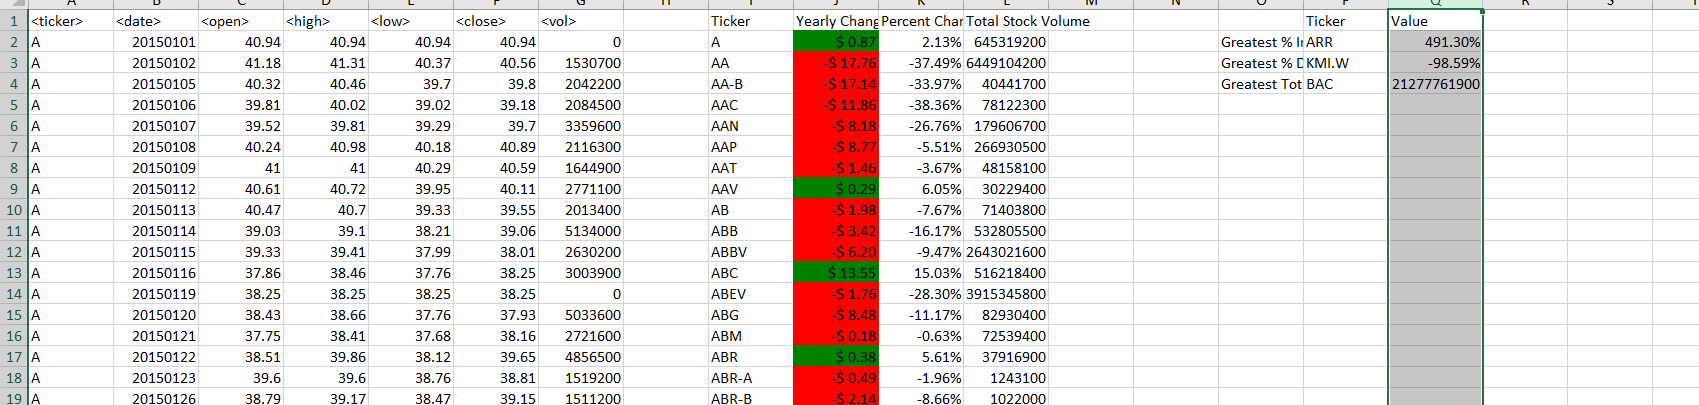 1 <ticker> <date> <open> <high> <low> <close> <vol> Ticker Yearly Chang Percent Char Total Stock Volume Ticker Value
2 A 20150101 40.94 40.94 40.94 40.94 0 A $ 0.87 2.13% 645319200 Greatest % I ARR 491.30%
3 A 20150102 41.18 41.31 40.37 40.56 1530700 AA -$ 17.76 -37.49% 6449104200 Greatest % D KMI.W -98.59%
4 A 20150105 40.32 40.46 39.7 39.8 2042200 AA-B -$ 17.14 -33.97% 40441700 Greatest Tot BAC 21277761900
5 A 20150106 39.81 40.02 39.02 39.18 2084500 AAC -$ 11.86 -38.36% 78122300
6 A 20150107 39.52 39.81 39.29 39.7 3359600 AAN -$ 8.18 -26.76% 179606700
7 A 20150108 40.24 40.98 40.18 40.89 2116300 AAP -$ 8.77 -5.51% 266930500
8 A 20150109 41 41 40.29 40.59 1644900 AAT -$ 1.46 -3.67% 48158100
9 A 20150112 40.61 40.72 39.95 40.11 2771100 AAV $ 0.29 6.05% 30229400
10 A 20150113 40.47 40.7 39.33 39.55 2013400 AB -$ 1.98 -7.67% 71403800
11 A 20150114 39.03 39.1 38.21 39.06 5134000 ABB -$ 3.42 -16.17% 532805500
12 A 20150115 39.33 39.41 37.99 38.01 2630200 ABBV -$ 6.20 -9.47% 2643021600
13 A 20150116 37.86 38.46 37.76 38.25 3003900 ABC $ 13.55 15.03% 516218400
14 A 20150119 38.25 38.25 38.25 38.25 0 ABEV -$ 1.76 -28.30% 3915345800
15 A 20150120 38.43 38.66 37.76 37.93 5033600 ABG -$ 8.48 -11.17% 82930400
16 A 20150121 37.75 38.41 37.68 38.16 2721600 ABM -$ 0.18 -0.63% 72539400
17 A 20150122 38.51 39.86 38.12 39.65 4856500 ABR $ 0.38 5.61% 37916900
18 A 20150123 39.6 39.6 38.76 38.81 1519200 ABR-A -$ 0.49 -1.96% 1243100
19 A 20150126 38.79 39.17 38.47 39.15 1511200 ABR-B -$ 2.14 -8.66% 1022000